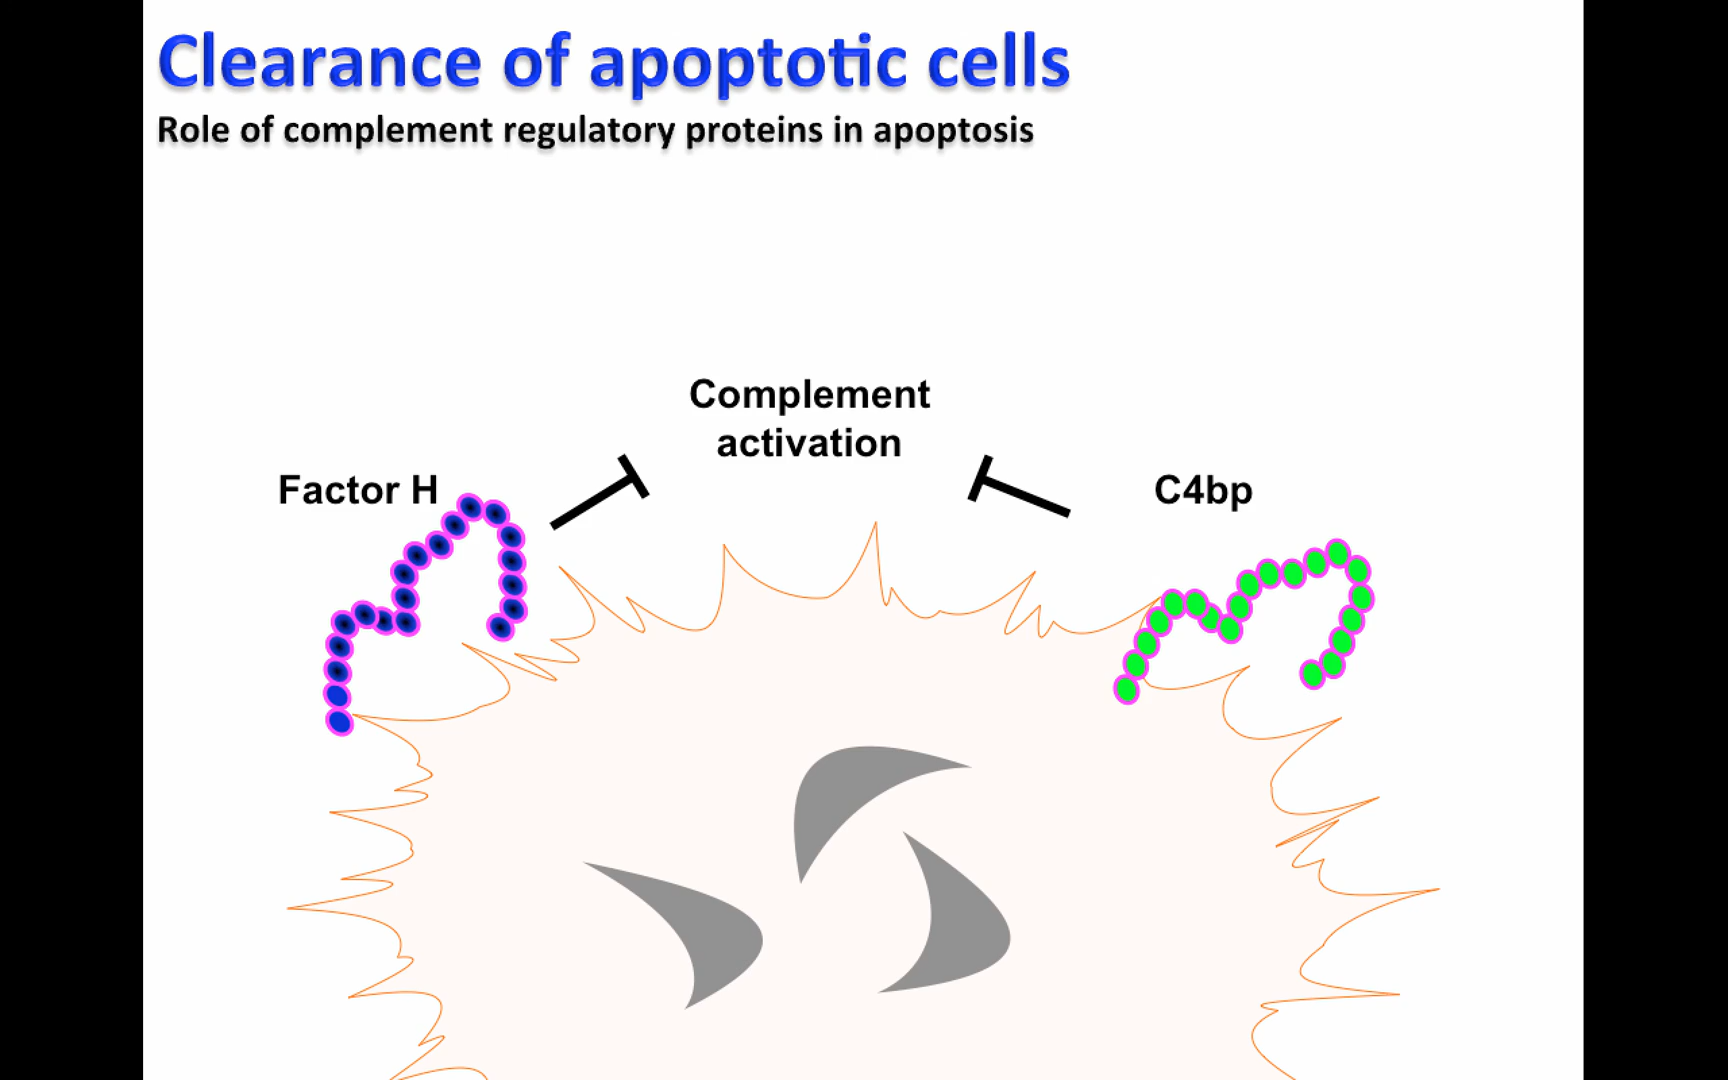 Clearance of apoptotic cells
Role of complement regulatory proteins in apoptosis
Complement
activation
Factor H
C4bp